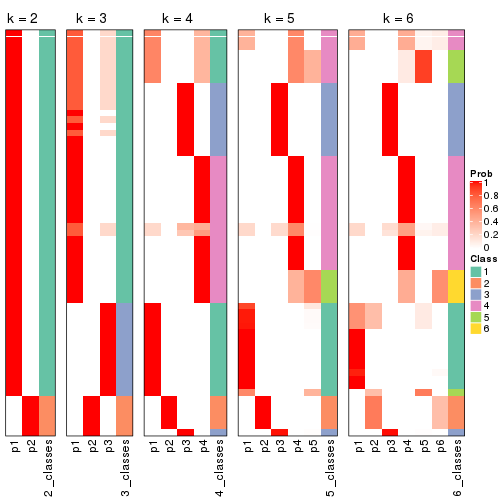 k = 2
k = 3
k = 4
k = 5
k = 6
p1
p2
2_classes
p1
p2
p3
3_classes
p1
p2
p3
p4
4_classes
p1
p2
p3
p4
p5
5_classes
p1
p2
p3
p4
p5
p6
6_classes
Prob
1
0.8
0.6
0.4
0.2
0
Class
1
2
3
4
5
6